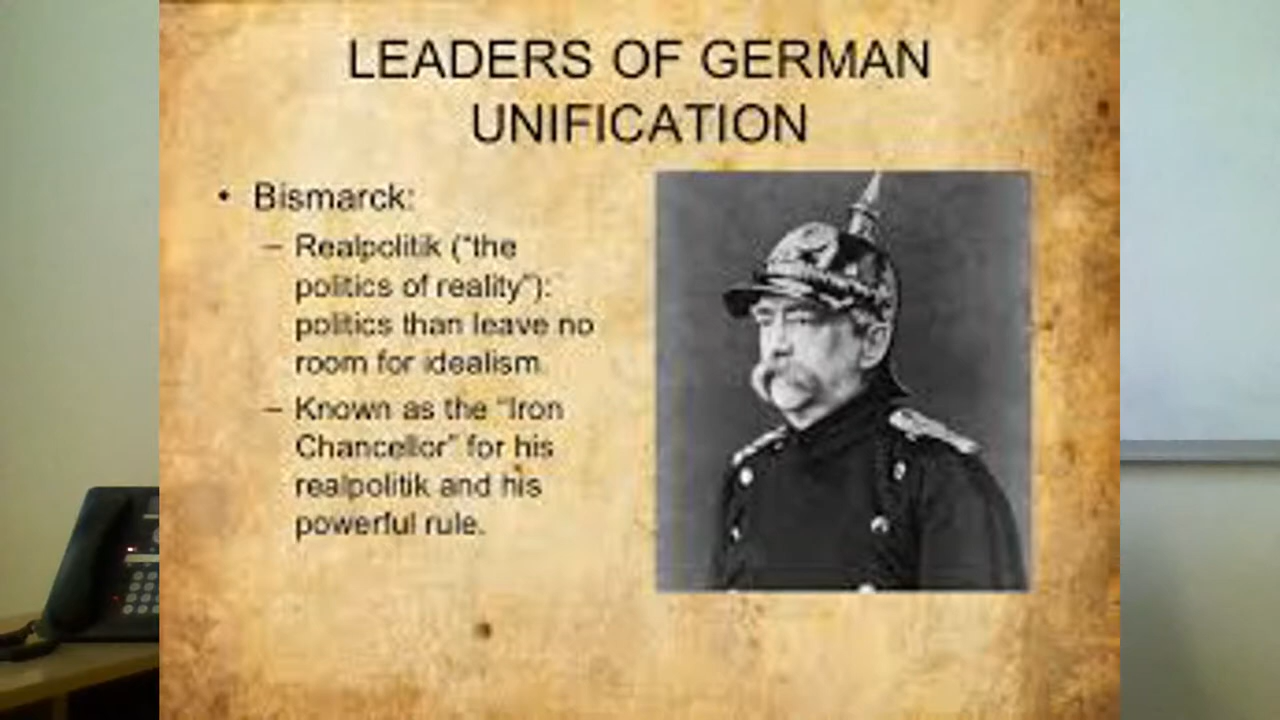 LEADERS OF GERMAN
UNIFICATION
• Bismarck:
– Realpolitik (“the
politics of reality”):
politics than leave no
room for idealism.
– Known as the “Iron
Chancellor” for his
realpolitik and his
powerful rule.